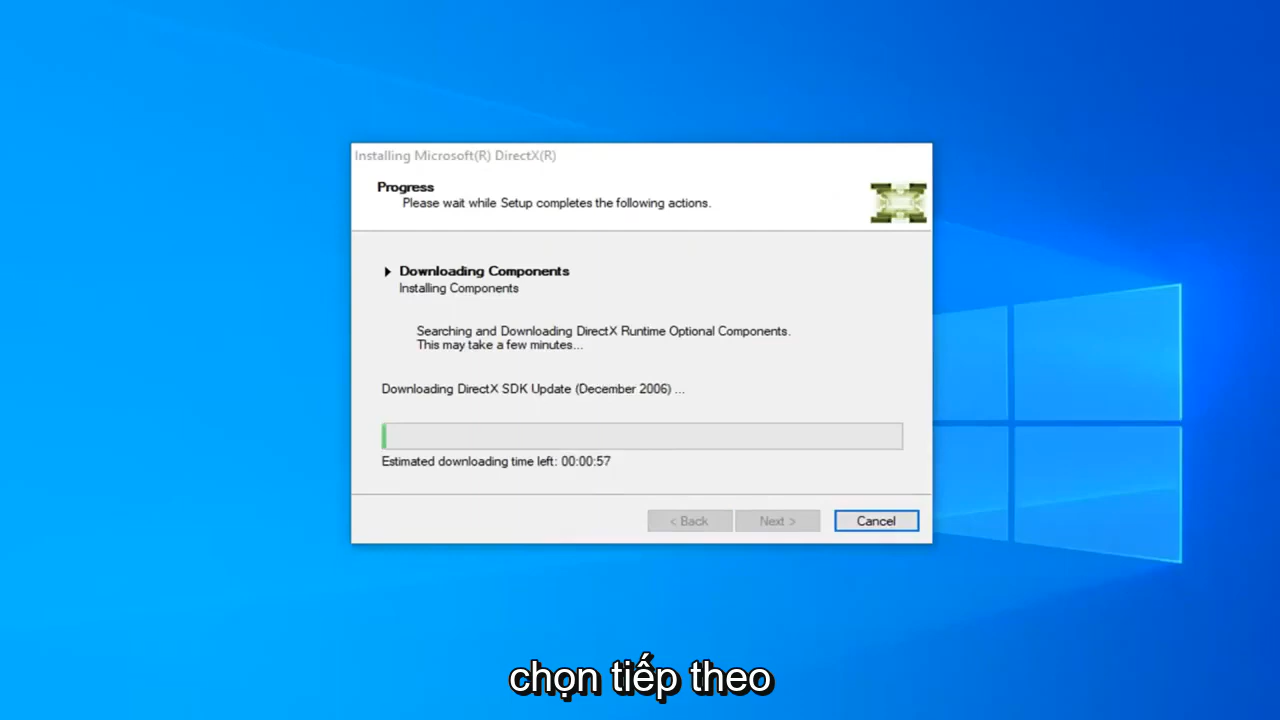 Installing Microsoft(R) DirectX(R)
Progress
Please wait while Setup completes the following actions.
Downloading Components
Installing Components
Searching and Downloading DirectX Runtime Optional Components.
This may take a few minutes...
Downloading DirectX SDK Update (December 2006) ...
Estimated downloading time left: 00:00:57
< Back Next > Cancel
chọn tiếp theo